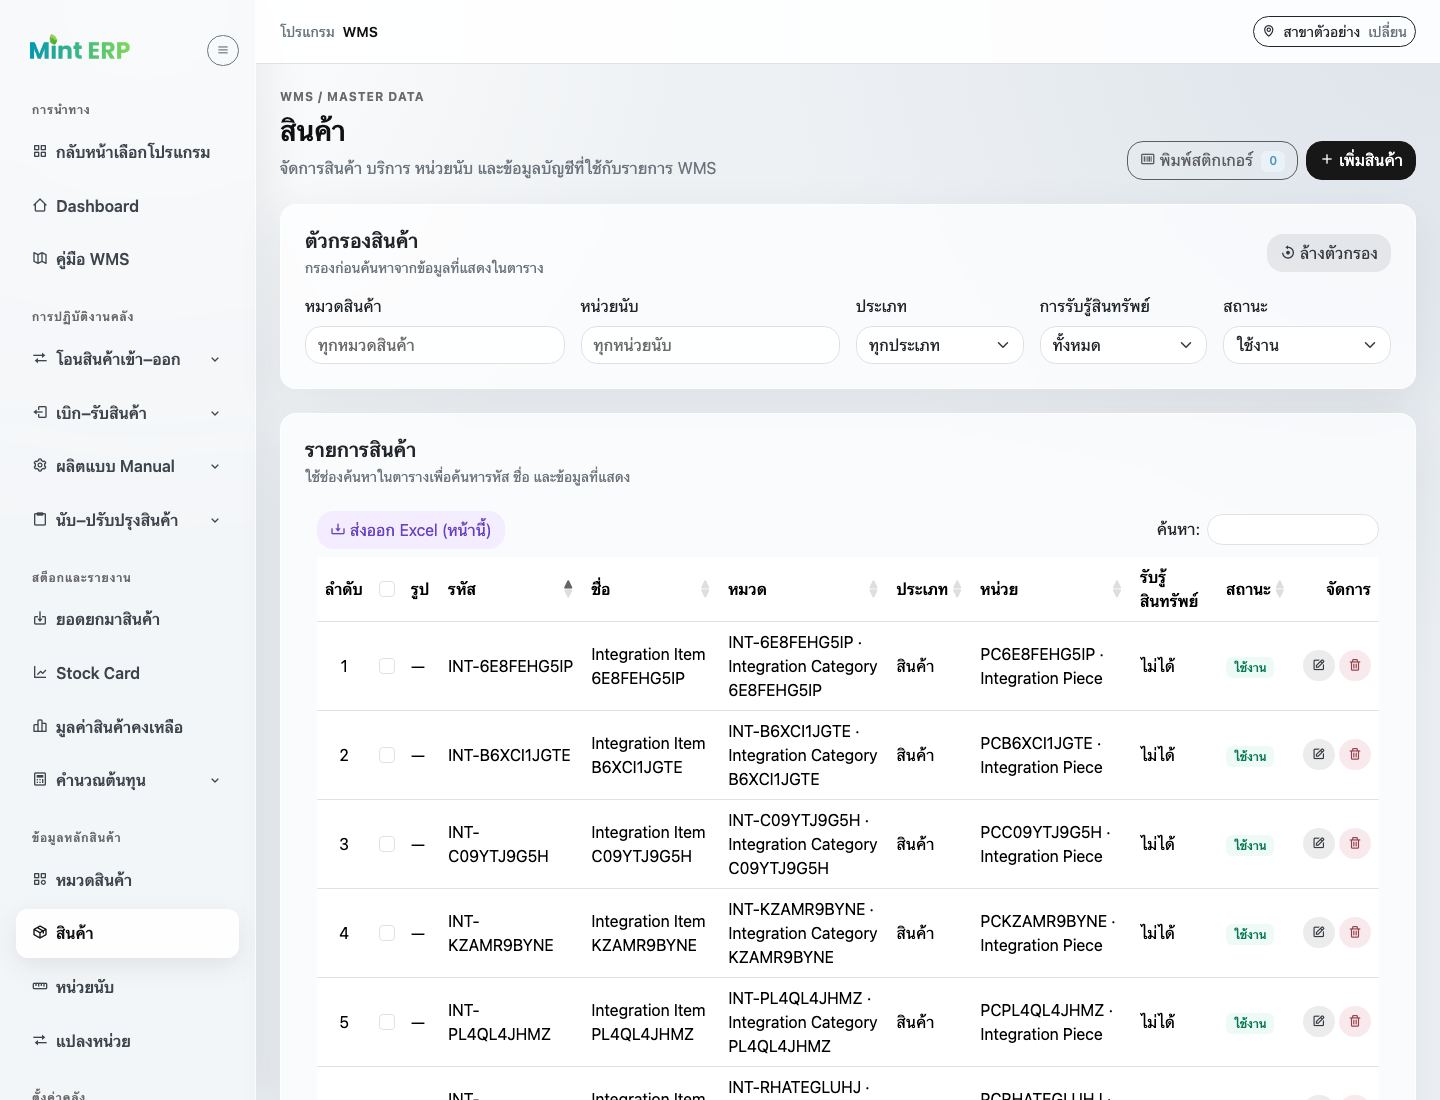 Mint ERP
การนำทาง
กลับหน้าเลือกโปรแกรม
Dashboard
คู่มือ WMS
การปฏิบัติงานคลัง
โอนสินค้าเข้า–ออก
เบิก–รับสินค้า
ผลิตแบบ Manual
นับ–ปรับปรุงสินค้า
สต็อกและรายงาน
ยอดยกมาสินค้า
Stock Card
มูลค่าสินค้าคงเหลือ
คำนวณต้นทุน
ข้อมูลหลักสินค้า
หมวดสินค้า
สินค้า
หน่วยนับ
แปลงหน่วย
ตั้งค่าคลัง
โปรแกรม WMS
สาขาตัวอย่าง เปลี่ยน
WMS / MASTER DATA
สินค้า
จัดการสินค้า บริการ หน่วยนับ และข้อมูลบัญชีที่ใช้กับรายการ WMS
พิมพ์สติกเกอร์ 0
เพิ่มสินค้า
ตัวกรองสินค้า
กรองก่อนค้นหาจากข้อมูลที่แสดงในตาราง
ล้างตัวกรอง
หมวดสินค้า หน่วยนับ ประเภท การรับรู้สินทรัพย์ สถานะ
ทุกหมวดสินค้า ทุกหน่วยนับ ทุกประเภท ทั้งหมด ใช้งาน
รายการสินค้า
ใช้ช่องค้นหาในตารางเพื่อค้นหารหัส ชื่อ และข้อมูลที่แสดง
ส่งออก Excel (หน้านี้)
ค้นหา:
ลำดับ รูป รหัส ชื่อ หมวด ประเภท หน่วย รับรู้สินทรัพย์ สถานะ จัดการ
1 — INT-6E8FEHG5IP Integration Item 6E8FEHG5IP INT-6E8FEHG5IP · Integration Category 6E8FEHG5IP สินค้า PC6E8FEHG5IP · Integration Piece ไม่ได้ ใช้งาน
2 — INT-B6XCI1JGTE Integration Item B6XCI1JGTE INT-B6XCI1JGTE · Integration Category B6XCI1JGTE สินค้า PCB6XCI1JGTE · Integration Piece ไม่ได้ ใช้งาน
3 — INT-C09YTJ9G5H Integration Item C09YTJ9G5H INT-C09YTJ9G5H · Integration Category C09YTJ9G5H สินค้า PCC09YTJ9G5H · Integration Piece ไม่ได้ ใช้งาน
4 — INT-KZAMR9BYNE Integration Item KZAMR9BYNE INT-KZAMR9BYNE · Integration Category KZAMR9BYNE สินค้า PCKZAMR9BYNE · Integration Piece ไม่ได้ ใช้งาน
5 — INT-PL4QL4JHMZ Integration Item PL4QL4JHMZ INT-PL4QL4JHMZ · Integration Category PL4QL4JHMZ สินค้า PCPL4QL4JHMZ · Integration Piece ไม่ได้ ใช้งาน
INT- Integration Item INT-RHATEGLUHJ · PCRHATEGLUHJ ·